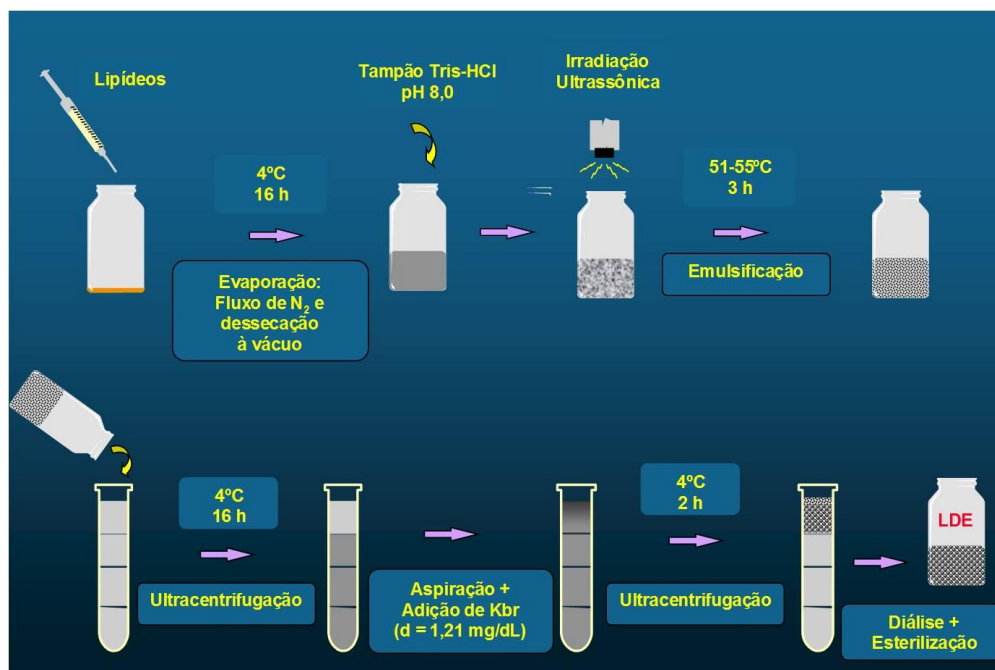 Lipídeos
4ºC
16 h
Evaporação:
Fluxo de N₂ e
dessecação
à vácuo
Tampão Tris-HCl
pH 8,0
Irradiação
Ultrassônica
51-55ºC
3 h
Emulsificação
4ºC
16 h
Ultracentrifugação
Aspiração +
Adição de Kbr
(d = 1,21 mg/dL)
4ºC
2 h
Ultracentrifugação
LDE
Diálise +
Esterilização